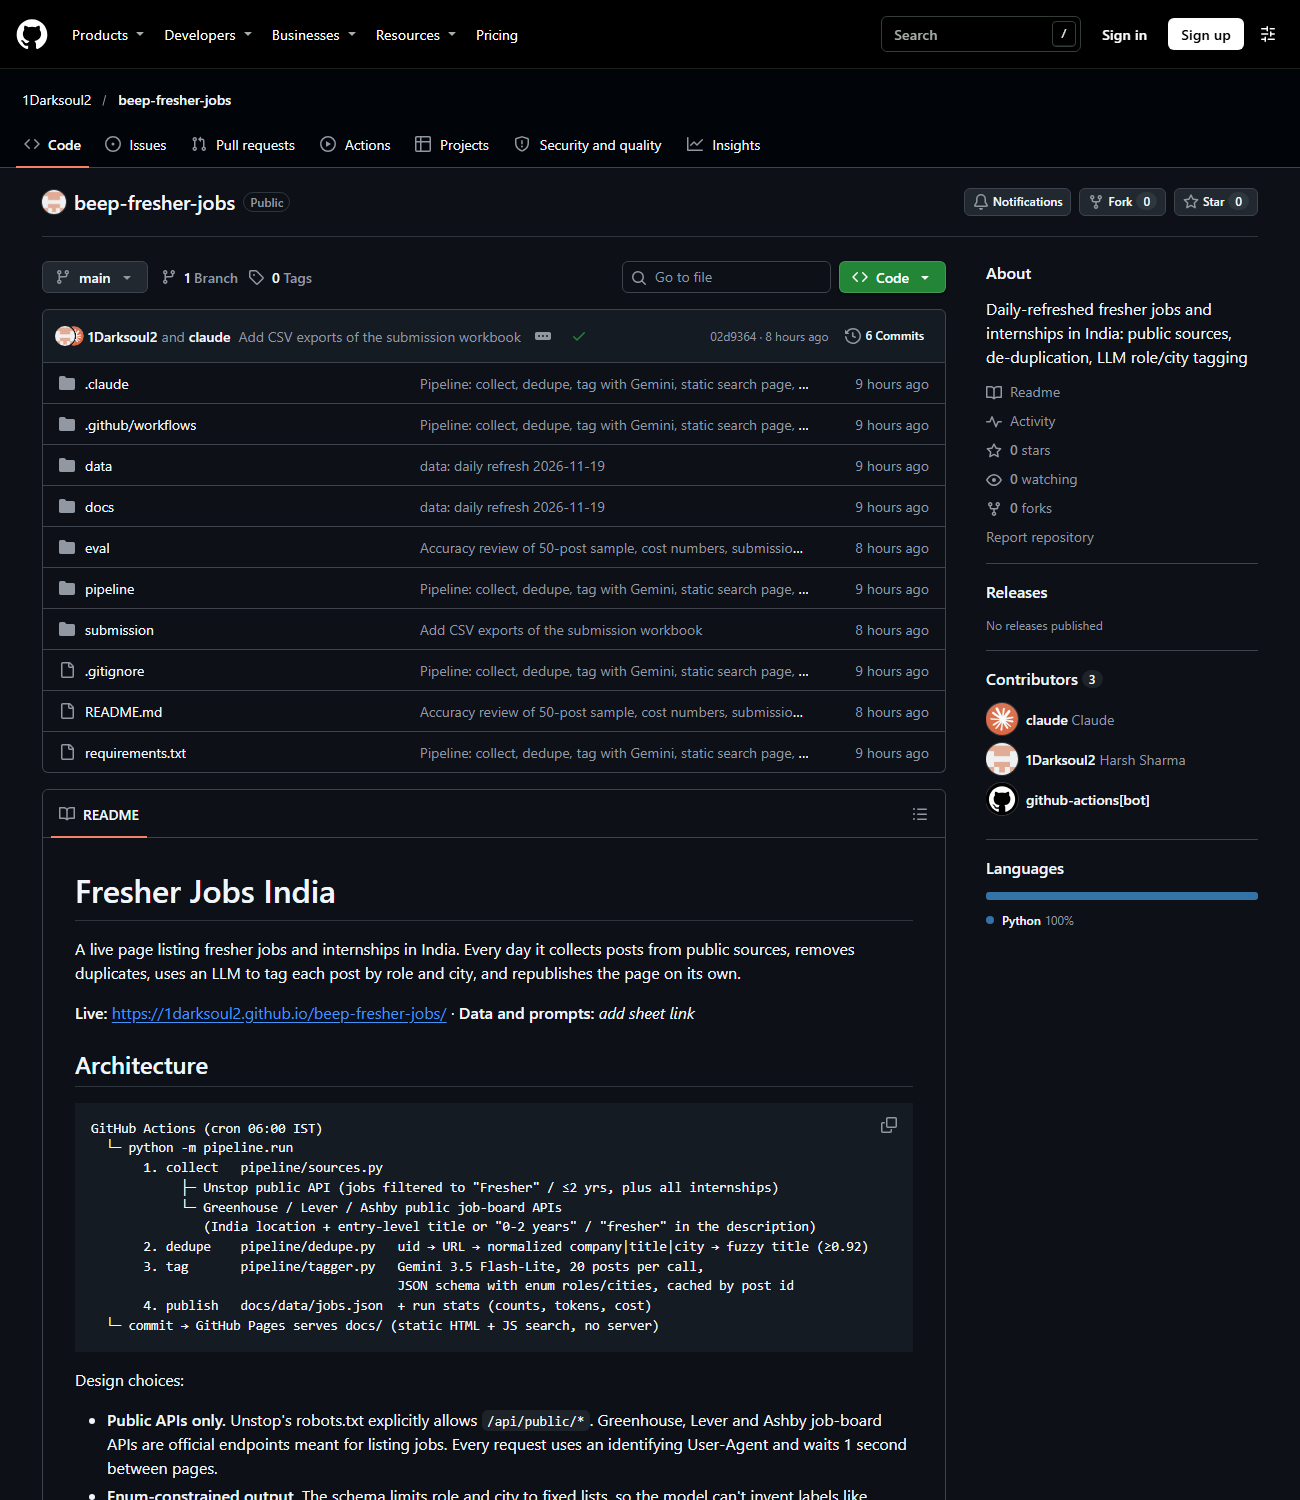 Products Developers Businesses Resources Pricing Search / Sign in Sign up
1Darksoul2 / beep-fresher-jobs
Code Issues Pull requests Actions Projects Security and quality Insights
beep-fresher-jobs Public Notifications Fork 0 Star 0
main 1 Branch 0 Tags Go to file Code
1Darksoul2 and claude Add CSV exports of the submission workbook 02d9364 · 8 hours ago 6 Commits
.claude Pipeline: collect, dedupe, tag with Gemini, static search page, ... 9 hours ago
.github/workflows Pipeline: collect, dedupe, tag with Gemini, static search page, ... 9 hours ago
data data: daily refresh 2026-11-19 9 hours ago
docs data: daily refresh 2026-11-19 9 hours ago
eval Accuracy review of 50-post sample, cost numbers, submissio... 8 hours ago
pipeline Pipeline: collect, dedupe, tag with Gemini, static search page, ... 9 hours ago
submission Add CSV exports of the submission workbook 8 hours ago
.gitignore Pipeline: collect, dedupe, tag with Gemini, static search page, ... 9 hours ago
README.md Accuracy review of 50-post sample, cost numbers, submissio... 8 hours ago
requirements.txt Pipeline: collect, dedupe, tag with Gemini, static search page, ... 9 hours ago
README
Fresher Jobs India
A live page listing fresher jobs and internships in India. Every day it collects posts from public sources, removes
duplicates, uses an LLM to tag each post by role and city, and republishes the page on its own.
Live: https://1darksoul2.github.io/beep-fresher-jobs/ · Data and prompts: add sheet link
Architecture
GitHub Actions (cron 06:00 IST)
└─ python -m pipeline.run
1. collect pipeline/sources.py
├─ Unstop public API (jobs filtered to "Fresher" / ≤2 yrs, plus all internships)
└─ Greenhouse / Lever / Ashby public job-board APIs
(India location + entry-level title or "0-2 years" / "fresher" in the description)
2. dedupe pipeline/dedupe.py uid → URL → normalized company|title|city → fuzzy title (≥0.92)
3. tag pipeline/tagger.py Gemini 3.5 Flash-Lite, 20 posts per call,
JSON schema with enum roles/cities, cached by post id
4. publish docs/data/jobs.json + run stats (counts, tokens, cost)
└─ commit → GitHub Pages serves docs/ (static HTML + JS search, no server)
Design choices:
• Public APIs only. Unstop's robots.txt explicitly allows /api/public/* . Greenhouse, Lever and Ashby job-board
APIs are official endpoints meant for listing jobs. Every request uses an identifying User-Agent and waits 1 second
between pages.
• Enum-constrained output. The schema limits role and city to fixed lists, so the model can't invent labels like
About
Daily-refreshed fresher jobs and
internships in India: public sources,
de-duplication, LLM role/city tagging
Readme
Activity
0 stars
0 watching
0 forks
Report repository
Releases
No releases published
Contributors 3
claude Claude
1Darksoul2 Harsh Sharma
github-actions[bot]
Languages
Python 100%